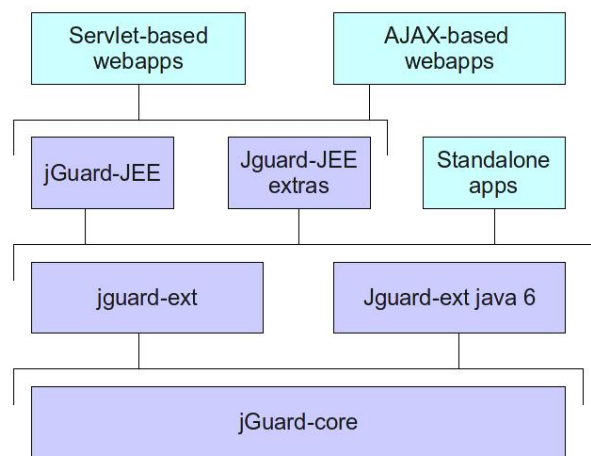 Servlet-based
webapps
AJAX-based
webapps
jGuard-JEE
Jguard-JEE
extras
Standalone
apps
jguard-ext
Jguard-ext java 6
jGuard-core